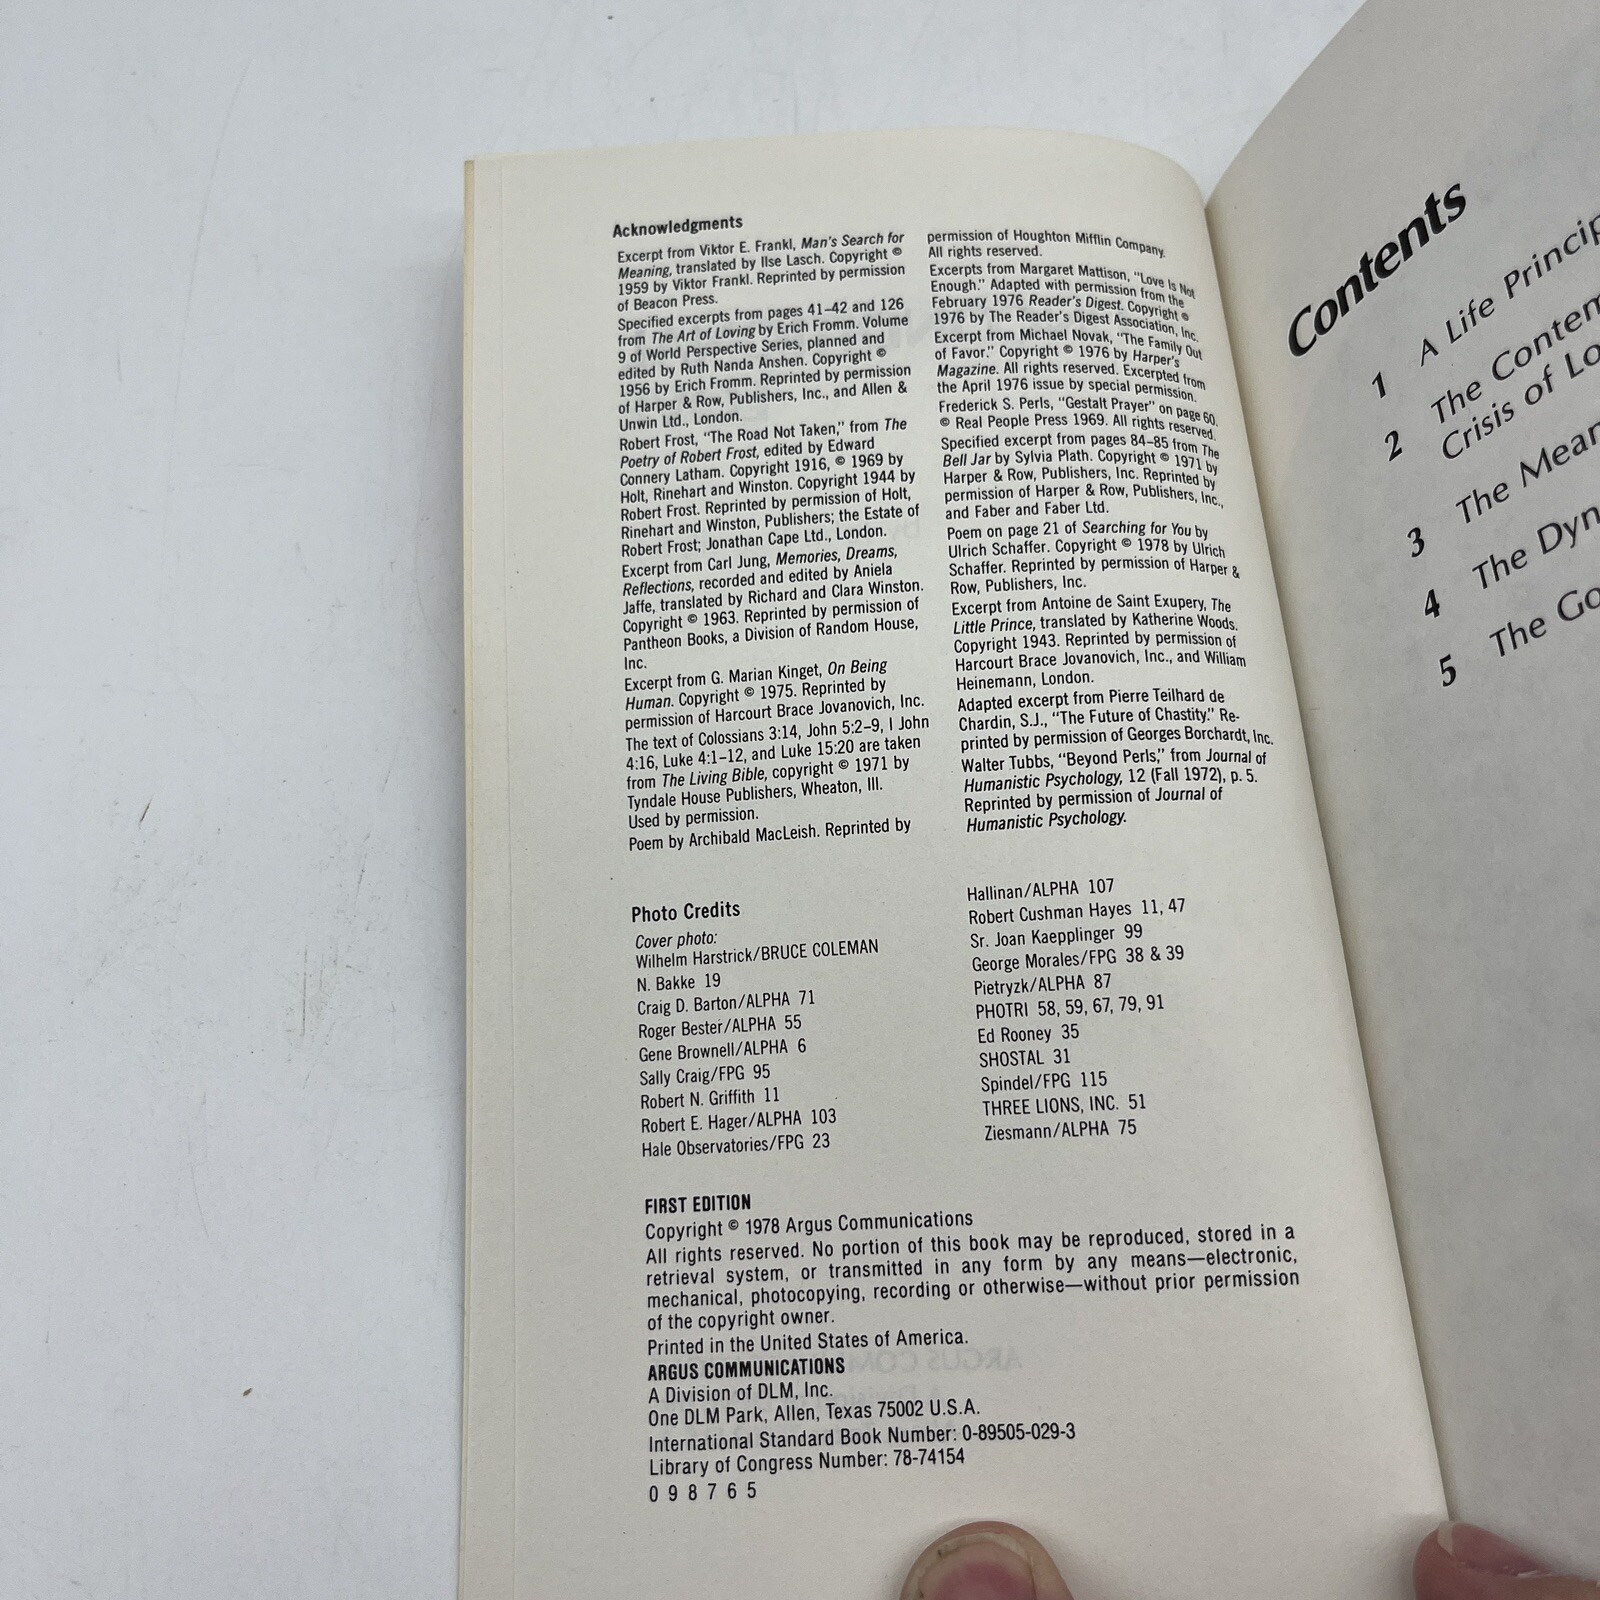 Acknowledgments
Excerpt from Viktor E. Frankl, Man's Search for
Meaning, translated by Ilse Lasch. Copyright ©
1959 by Viktor Frankl. Reprinted by permission
of Beacon Press.
Specified excerpts from pages 41–42 and 126
from The Art of Loving by Erich Fromm. Volume
9 of World Perspective Series, planned and
edited by Ruth Nanda Anshen. Copyright ©
1956 by Erich Fromm. Reprinted by permission
of Harper & Row, Publishers, Inc., and Allen &
Unwin Ltd., London.
Robert Frost, "The Road Not Taken," from The
Poetry of Robert Frost, edited by Edward
Connery Latham. Copyright 1916, © 1969 by
Holt, Rinehart and Winston. Copyright 1944 by
Robert Frost. Reprinted by permission of Holt,
Rinehart and Winston, Publishers; the Estate of
Robert Frost; Jonathan Cape Ltd., London.
Excerpt from Carl Jung, Memories, Dreams,
Reflections, recorded and edited by Aniela
Jaffe, translated by Richard and Clara Winston.
Copyright © 1963. Reprinted by permission of
Pantheon Books, a Division of Random House,
Inc.
Excerpt from G. Marian Kinget, On Being
Human. Copyright © 1975. Reprinted by
permission of Harcourt Brace Jovanovich, Inc.
The text of Colossians 3:14, John 5:2–9, I John
4:16, Luke 4:1–12, and Luke 15:20 are taken
from The Living Bible, copyright © 1971 by
Tyndale House Publishers, Wheaton, Ill.
Used by permission.
Poem by Archibald MacLeish. Reprinted by
permission of Houghton Mifflin Company.
All rights reserved.
Excerpts from Margaret Mattison, "Love Is Not
Enough." Adapted with permission from the
February 1976 Reader's Digest. Copyright ©
1976 by The Reader's Digest Association, Inc.
Excerpt from Michael Novak, "The Family Out
of Favor." Copyright © 1976 by Harper's
Magazine. All rights reserved. Excerpted from
the April 1976 issue by special permission.
Frederick S. Perls, "Gestalt Prayer" on page 60.
© Real People Press 1969. All rights reserved.
Specified excerpt from pages 84–85 from The
Bell Jar by Sylvia Plath. Copyright © 1971 by
Harper & Row, Publishers, Inc. Reprinted by
permission of Harper & Row, Publishers, Inc.,
and Faber and Faber Ltd.
Poem on page 21 of Searching for You by
Ulrich Schaffer. Copyright © 1978 by Ulrich
Schaffer. Reprinted by permission of Harper &
Row, Publishers, Inc.
Excerpt from Antoine de Saint Exupery, The
Little Prince, translated by Katherine Woods.
Copyright 1943. Reprinted by permission of
Harcourt Brace Jovanovich, Inc., and William
Heinemann, London.
Adapted excerpt from Pierre Teilhard de
Chardin, S.J., "The Future of Chastity." Re-
printed by permission of Georges Borchardt, Inc.
Walter Tubbs, "Beyond Perls," from Journal of
Humanistic Psychology, 12 (Fall 1972), p. 5.
Reprinted by permission of Journal of
Humanistic Psychology.
Photo Credits
Cover photo:
Wilhelm Harstrick/BRUCE COLEMAN
N. Bakke 19
Craig D. Barton/ALPHA 71
Roger Bester/ALPHA 55
Gene Brownell/ALPHA 6
Sally Craig/FPG 95
Robert N. Griffith 11
Robert E. Hager/ALPHA 103
Hale Observatories/FPG 23
Hallinan/ALPHA 107
Robert Cushman Hayes 11, 47
Sr. Joan Kaepplinger 99
George Morales/FPG 38 & 39
Pietryzk/ALPHA 87
PHOTRI 58, 59, 67, 79, 91
Ed Rooney 35
SHOSTAL 31
Spindel/FPG 115
THREE LIONS, INC. 51
Ziesmann/ALPHA 75
FIRST EDITION
Copyright © 1978 Argus Communications
All rights reserved. No portion of this book may be reproduced, stored in a
retrieval system, or transmitted in any form by any means—electronic,
mechanical, photocopying, recording or otherwise—without prior permission
of the copyright owner.
Printed in the United States of America.
ARGUS COMMUNICATIONS
A Division of DLM, Inc.
One DLM Park, Allen, Texas 75002 U.S.A.
International Standard Book Number: 0-89505-029-3
Library of Congress Number: 78-74154
0 9 8 7 6 5
Contents
1 A Life Princip
2 The Contem
Crisis of Lo
3 The Mean
4 The Dyn
5 The Go